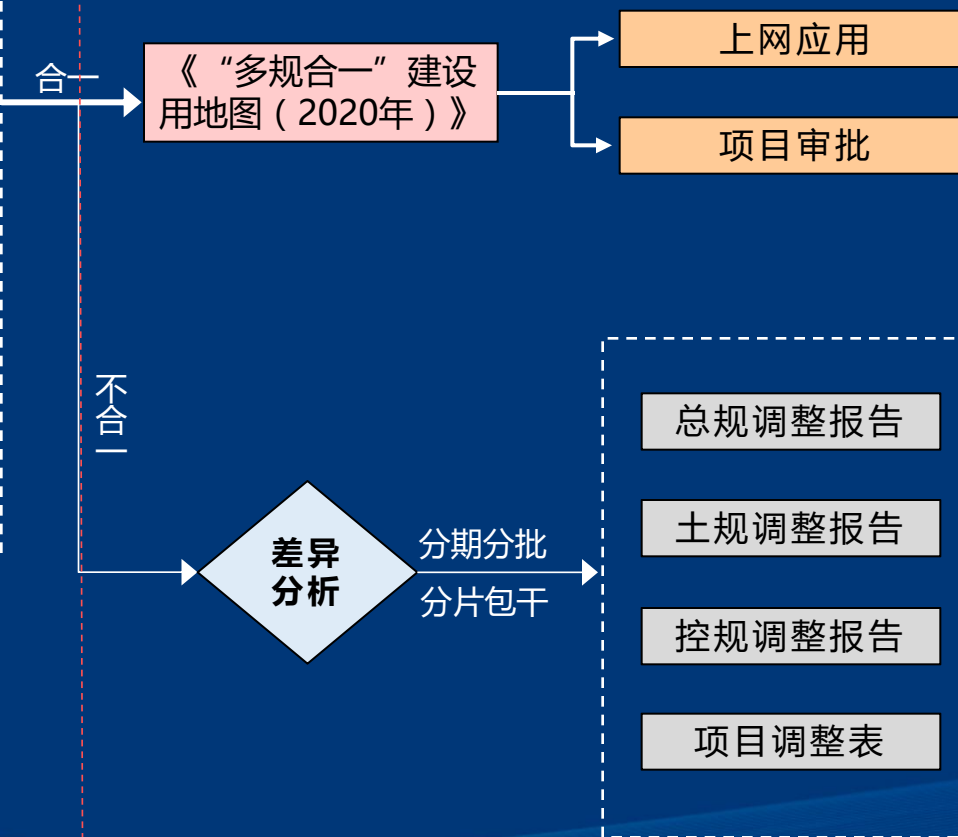 上网应用
合一
《“多规合一”建设
用地图（2020年）》
项目审批
不合一
总规调整报告
土规调整报告
差异
分析
分期分批
分片包干
控规调整报告
项目调整表